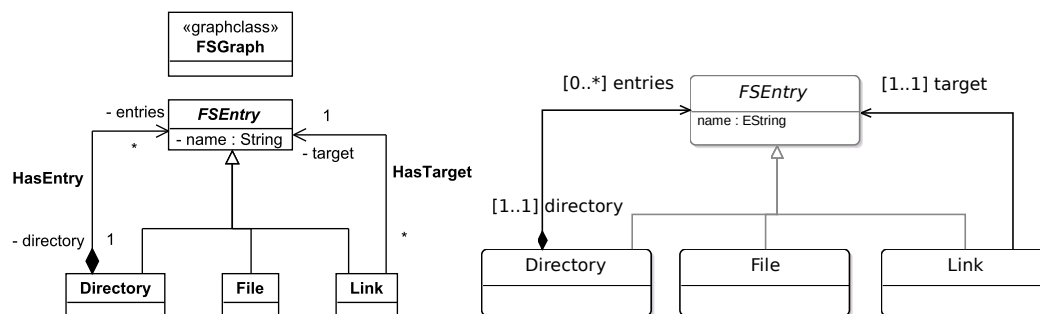 «graphclass»
FSGraph
- entries
*
FSEntry
- name : String
1
- target
HasEntry
HasTarget
- directory
1
*
Directory
File
Link
[0..*] entries
FSEntry
name : EString
[1..1] target
[1..1] directory
Directory
File
Link